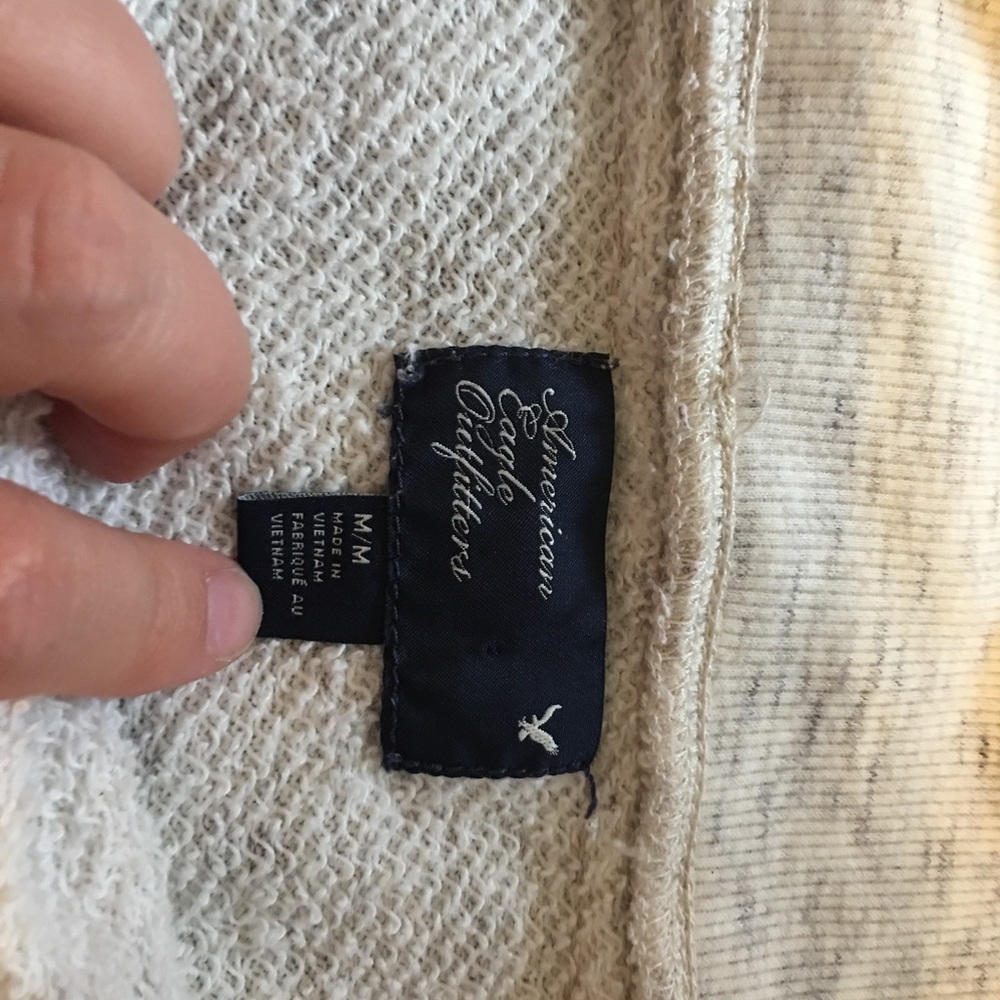 American
Eagle
Outfitters
M/M
MADE IN
VIETNAM
FABRIQUÉ AU
VIETNAM